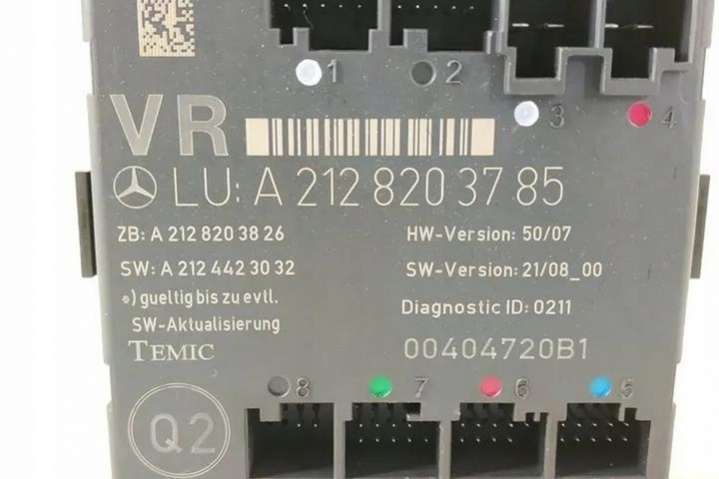 1 2
3 4
VR
LU: A 212 820 37 85
ZB: A 212 820 38 26
HW-Version: 50/07
SW: A 212 442 30 32
SW-Version: 21/08_00
*) gueltig bis zu evtl.
SW-Aktualisierung
Diagnostic ID: 0211
TEMIC
00404720B1
8 7 6 5
Q2